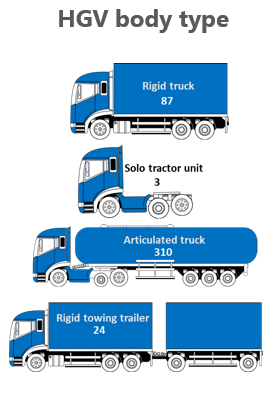 HGV body type
Rigid truck
87
Solo tractor unit
3
Articulated truck
310
Rigid towing trailer
24